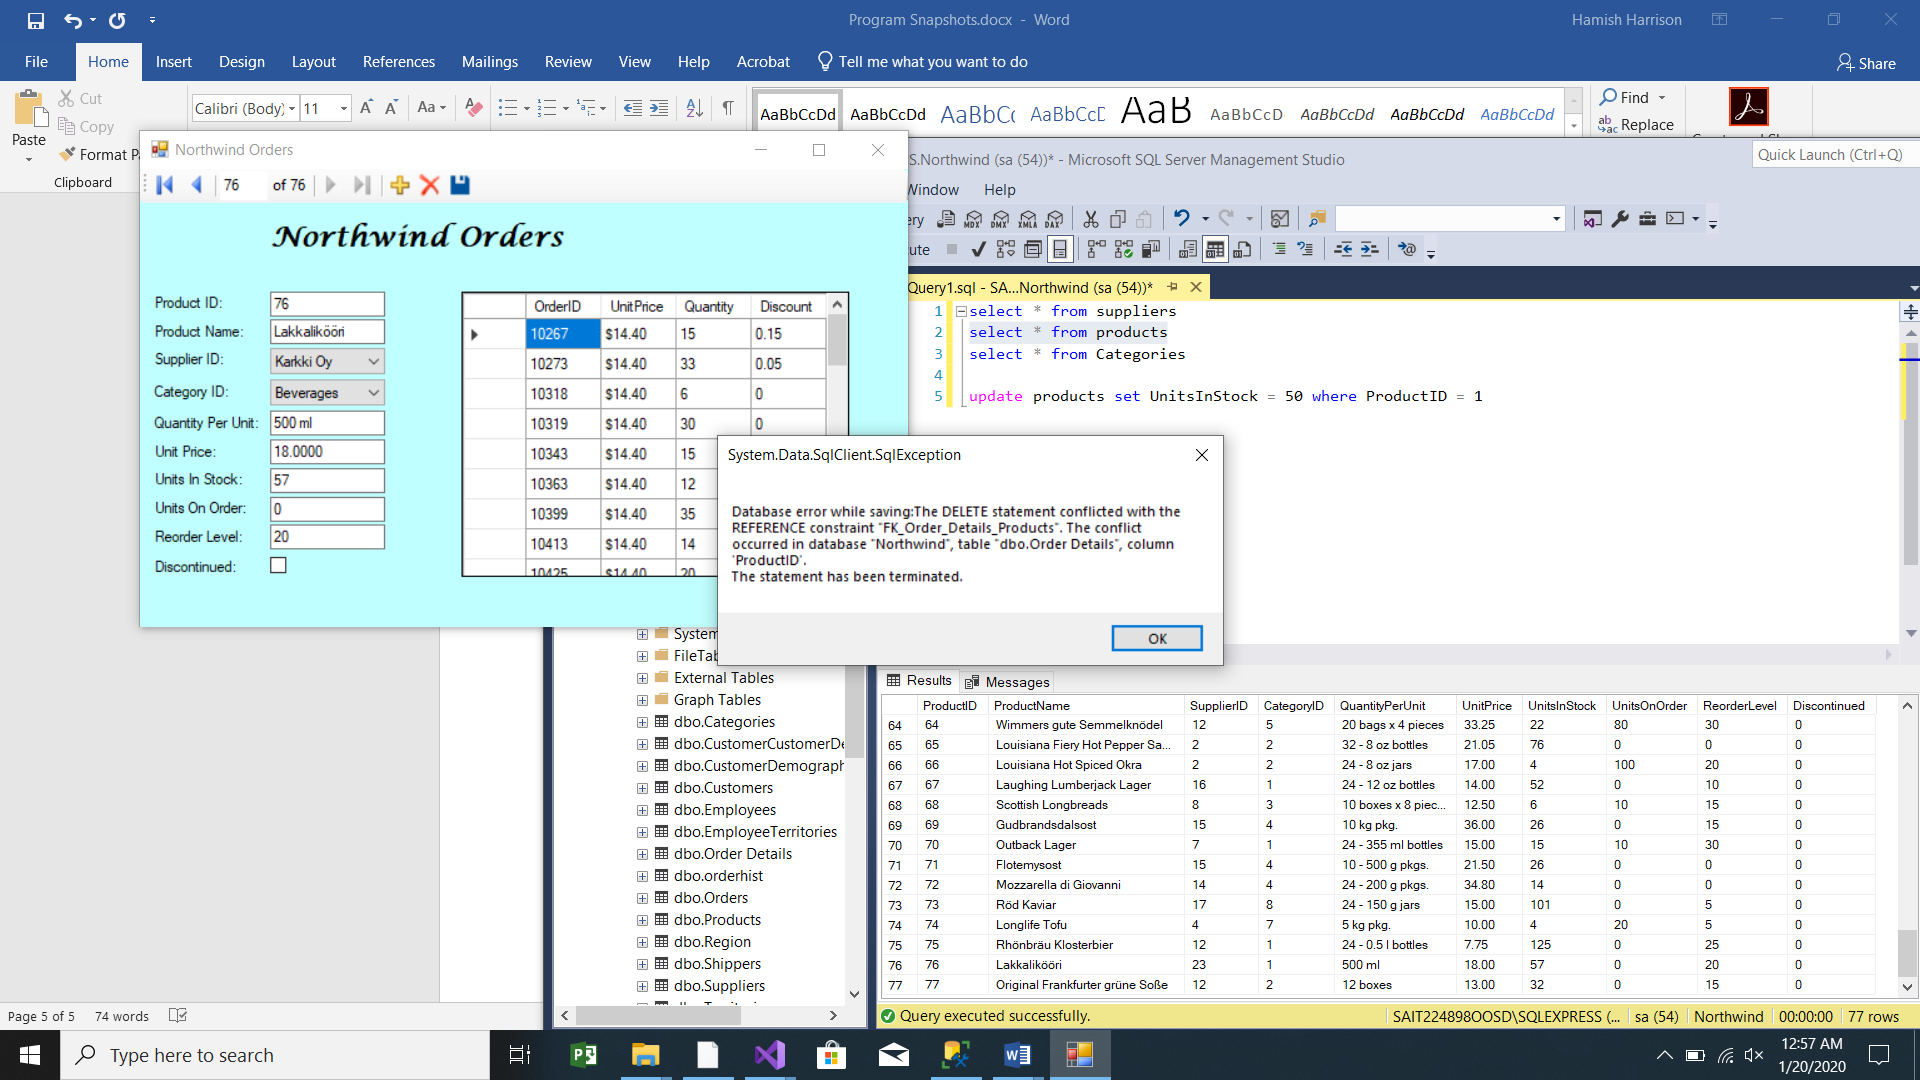 Program Snapshots.docx - Word
Hamish Harrison
File Home Insert Design Layout References Mailings Review View Help Acrobat Tell me what you want to do
Share
Paste
Cut
Copy
Format
Clipboard
Calibri (Body) 11
Aa
AaBbCcDd AaBbCcDd AaBbCc AaBbCcD AaB AaBbCcD AaBbCcDd AaBbCcDd AaBbCcDd
Find
Replace
Northwind Orders
76 of 76
Northwind Orders
Product ID: 76
Product Name: Lakkalikööri
Supplier ID: Karkki Oy
Category ID: Beverages
Quantity Per Unit: 500 ml
Unit Price: 18.0000
Units In Stock: 57
Units On Order: 0
Reorder Level: 20
Discontinued:
OrderID UnitPrice Quantity Discount
10267 $14.40 15 0.15
10273 $14.40 33 0.05
10318 $14.40 6 0
10319 $14.40 30 0
10343 $14.40 15
10363 $14.40 12
10399 $14.40 35
10413 $14.40 14
10425 $14.40 20
S.Northwind (sa (54))* - Microsoft SQL Server Management Studio
Quick Launch (Ctrl+Q)
Window Help
MDX DMX XMLA DAX
Query1.sql - SA...Northwind (sa (54))*
1 select * from suppliers
2 select * from products
3 select * from Categories
4
5 update products set UnitsInStock = 50 where ProductID = 1
System.Data.SqlClient.SqlException
Database error while saving:The DELETE statement conflicted with the
REFERENCE constraint "FK_Order_Details_Products". The conflict
occurred in database "Northwind", table "dbo.Order Details", column
'ProductID'.
The statement has been terminated.
OK
System
FileTab
External Tables
Graph Tables
dbo.Categories
dbo.CustomerCustomerDe
dbo.CustomerDemograph
dbo.Customers
dbo.Employees
dbo.EmployeeTerritories
dbo.Order Details
dbo.orderhist
dbo.Orders
dbo.Products
dbo.Region
dbo.Shippers
dbo.Suppliers
Results Messages
ProductID ProductName SupplierID CategoryID QuantityPerUnit UnitPrice UnitsInStock UnitsOnOrder ReorderLevel Discontinued
64 64 Wimmers gute Semmelknödel 12 5 20 bags x 4 pieces 33.25 22 80 30 0
65 65 Louisiana Fiery Hot Pepper Sa... 2 2 32 - 8 oz bottles 21.05 76 0 0 0
66 66 Louisiana Hot Spiced Okra 2 2 24 - 8 oz jars 17.00 4 100 20 0
67 67 Laughing Lumberjack Lager 16 1 24 - 12 oz bottles 14.00 52 0 10 0
68 68 Scottish Longbreads 8 3 10 boxes x 8 piec... 12.50 6 10 15 0
69 69 Gudbrandsdalsost 15 4 10 kg pkg. 36.00 26 0 15 0
70 70 Outback Lager 7 1 24 - 355 ml bottles 15.00 15 10 30 0
71 71 Flotemysost 15 4 10 - 500 g pkgs. 21.50 26 0 0 0
72 72 Mozzarella di Giovanni 14 4 24 - 200 g pkgs. 34.80 14 0 0 0
73 73 Röd Kaviar 17 8 24 - 150 g jars 15.00 101 0 5 0
74 74 Longlife Tofu 4 7 5 kg pkg. 10.00 4 20 5 0
75 75 Rhönbräu Klosterbier 12 1 24 - 0.5 l bottles 7.75 125 0 25 0
76 76 Lakkalikööri 23 1 500 ml 18.00 57 0 20 0
77 77 Original Frankfurter grüne Soße 12 2 12 boxes 13.00 32 0 15 0
Query executed successfully. SAIT224898OOSD\SQLEXPRESS (... sa (54) Northwind 00:00:00 77 rows
Page 5 of 5 74 words
Type here to search
12:57 AM
1/20/2020